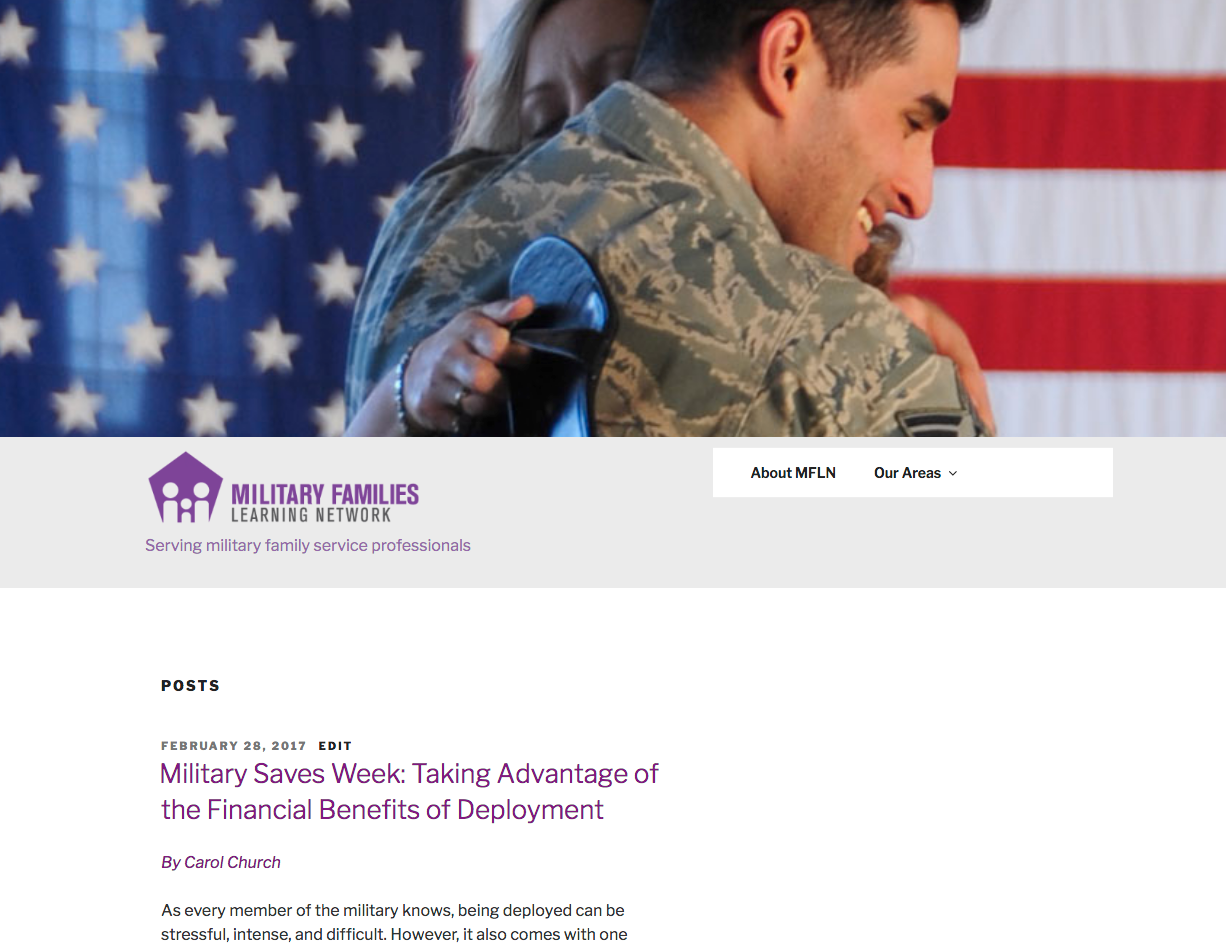 MILITARY FAMILIES
LEARNING NETWORK
Serving military family service professionals
About MFLN Our Areas
POSTS
FEBRUARY 28, 2017 EDIT
Military Saves Week: Taking Advantage of
the Financial Benefits of Deployment
By Carol Church
As every member of the military knows, being deployed can be
stressful, intense, and difficult. However, it also comes with one